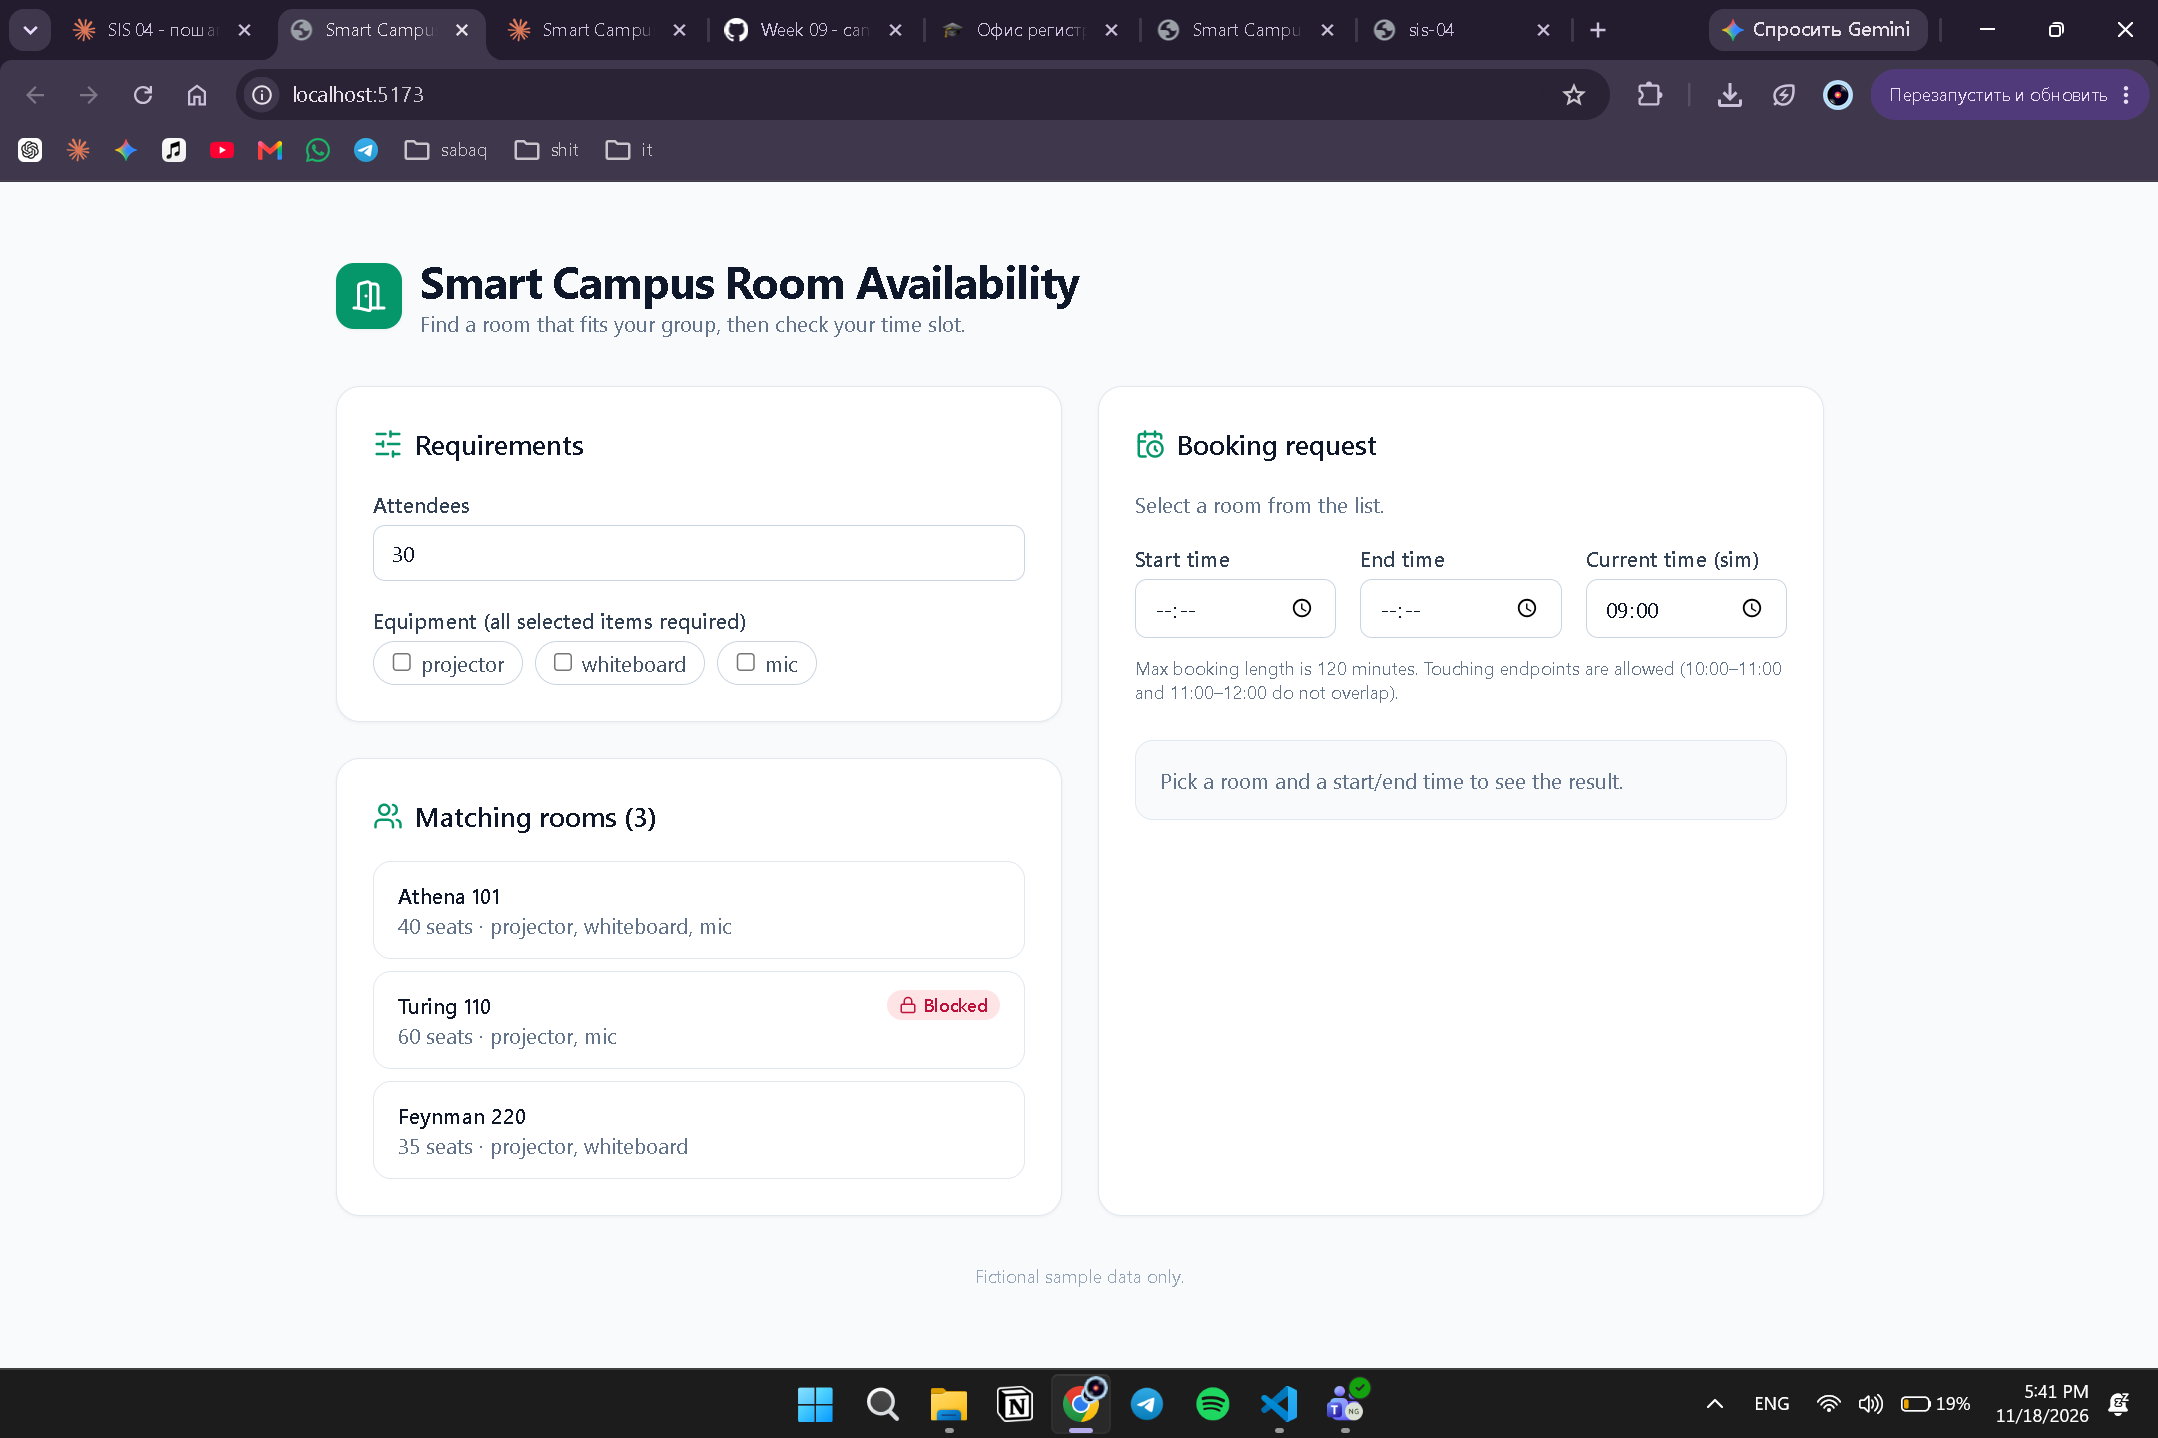 SIS 04 - поша
Smart Campu
Smart Campu
Week 09 - can
Офис регистр
Smart Campu
sis-04
Спросить Gemini
localhost:5173
Перезапустить и обновить
sabaq
shit
it
Smart Campus Room Availability
Find a room that fits your group, then check your time slot.
Requirements
Attendees
30
Equipment (all selected items required)
projector
whiteboard
mic
Matching rooms (3)
Athena 101
40 seats · projector, whiteboard, mic
Turing 110
Blocked
60 seats · projector, mic
Feynman 220
35 seats · projector, whiteboard
Booking request
Select a room from the list.
Start time
End time
Current time (sim)
--:--
--:--
09:00
Max booking length is 120 minutes. Touching endpoints are allowed (10:00–11:00
and 11:00–12:00 do not overlap).
Pick a room and a start/end time to see the result.
Fictional sample data only.
ENG
19%
5:41 PM
11/18/2026